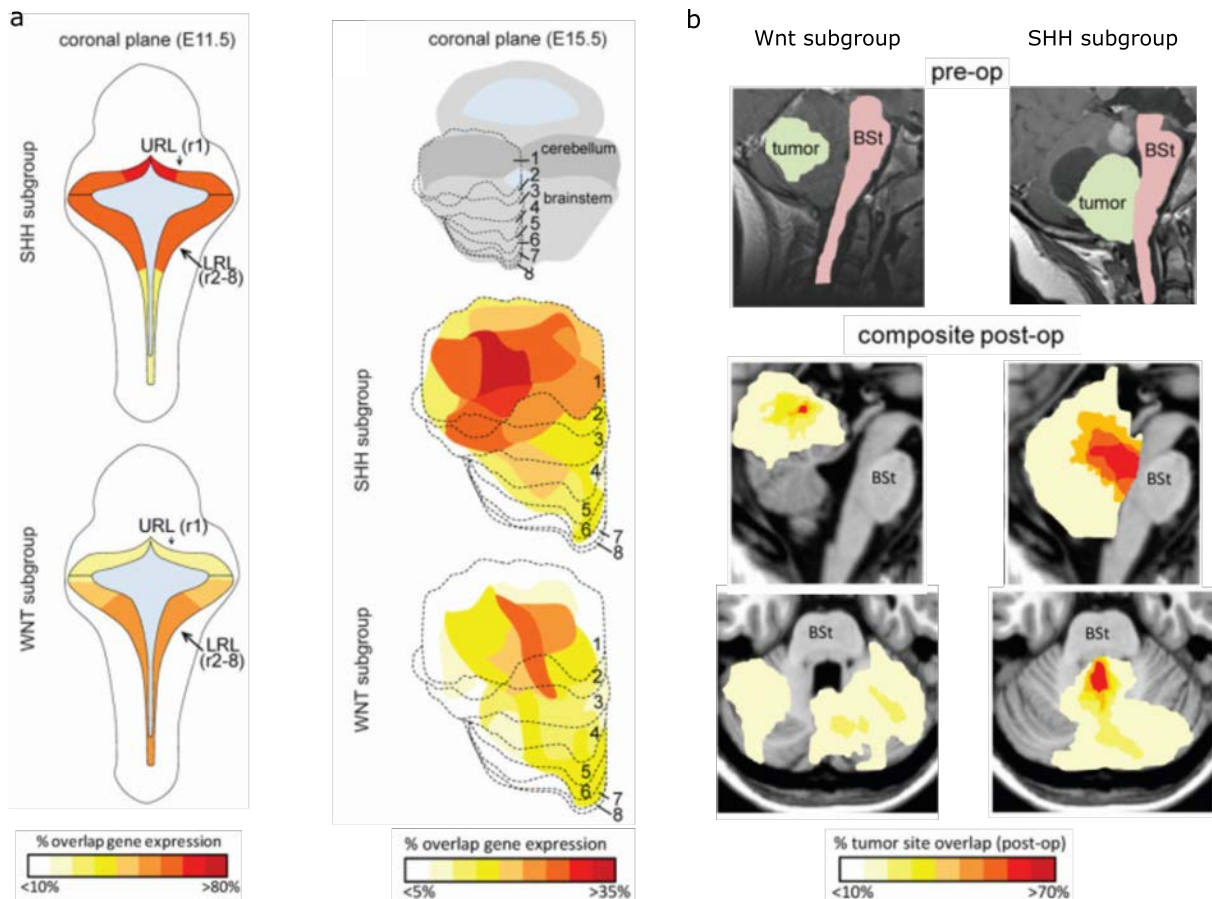 a
coronal plane (E11.5)
SHH subgroup
URL (r1)
LRL
(r2-8)
WNT subgroup
URL (r1)
LRL
(r2-8)
% overlap gene expression
<10%
>80%
coronal plane (E15.5)
1
cerebellum
2
3
brainstem
4
5
6
7
8
SHH subgroup
1
2
3
4
5
6
7
8
WNT subgroup
1
2
3
4
5
6
7
8
% overlap gene expression
<5%
>35%
b
Wnt subgroup
SHH subgroup
pre-op
tumor
BSt
tumor
BSt
composite post-op
BSt
BSt
BSt
BSt
% tumor site overlap (post-op)
<10%
>70%